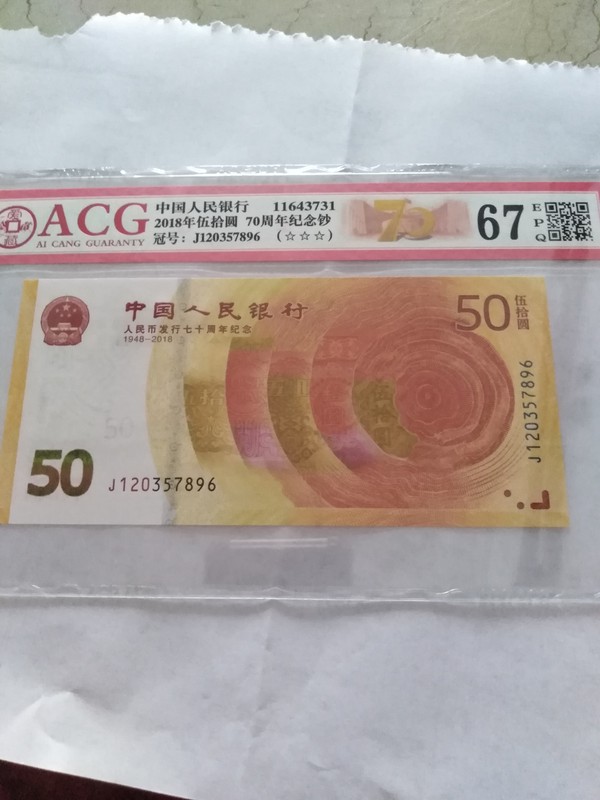 ACG
AI CANG GUARANTY
中国人民银行 11643731
2018年伍拾圆 70周年纪念钞
冠号: J120357896 (☆☆☆)
70
67
EPQ
中国人民银行
人民币发行七十周年纪念
1948-2018
50
伍拾圆
J120357896
50
J120357896